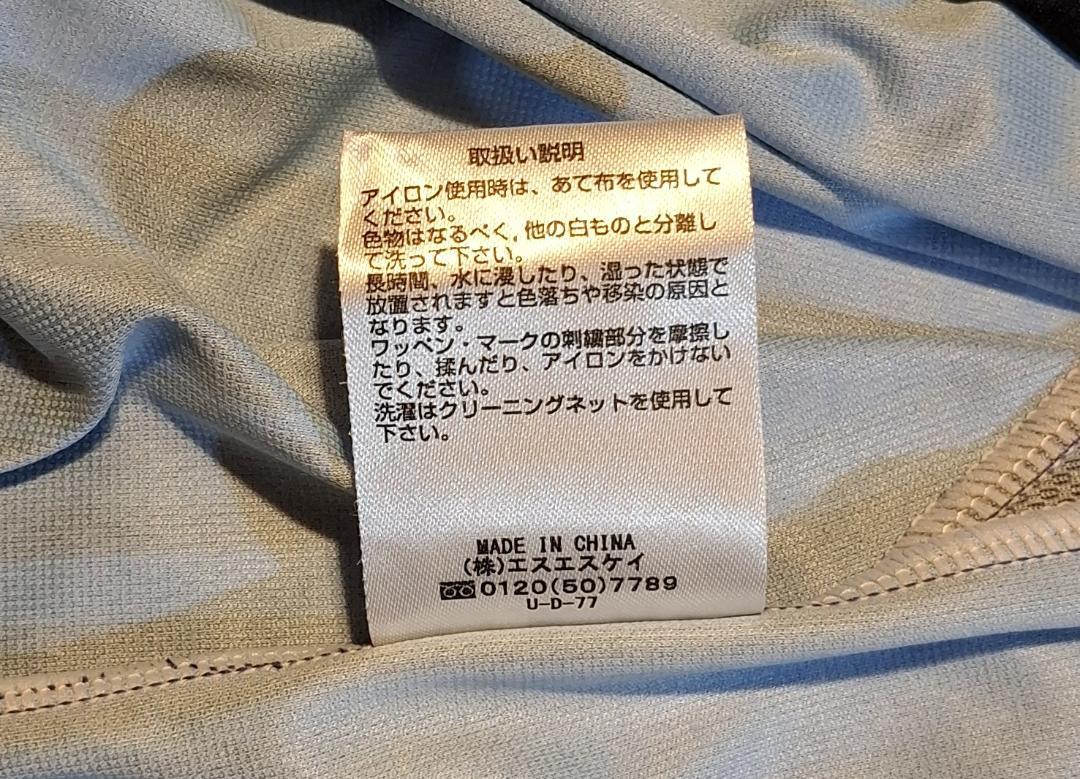 取扱い説明
アイロン使用時は、あて布を使用して
ください。
色物はなるべく,他の白ものと分離し
て洗って下さい。
長時間、水に浸したり、湿った状態で
放置されますと色落ちや移染の原因と
なります。
ワッペン・マークの刺繍部分を摩擦し
たり、揉んだり、アイロンをかけない
でください。
洗濯はクリーニングネットを使用して
下さい。
MADE IN CHINA
(株)エスエスケイ
0120(50)7789
U-D-77